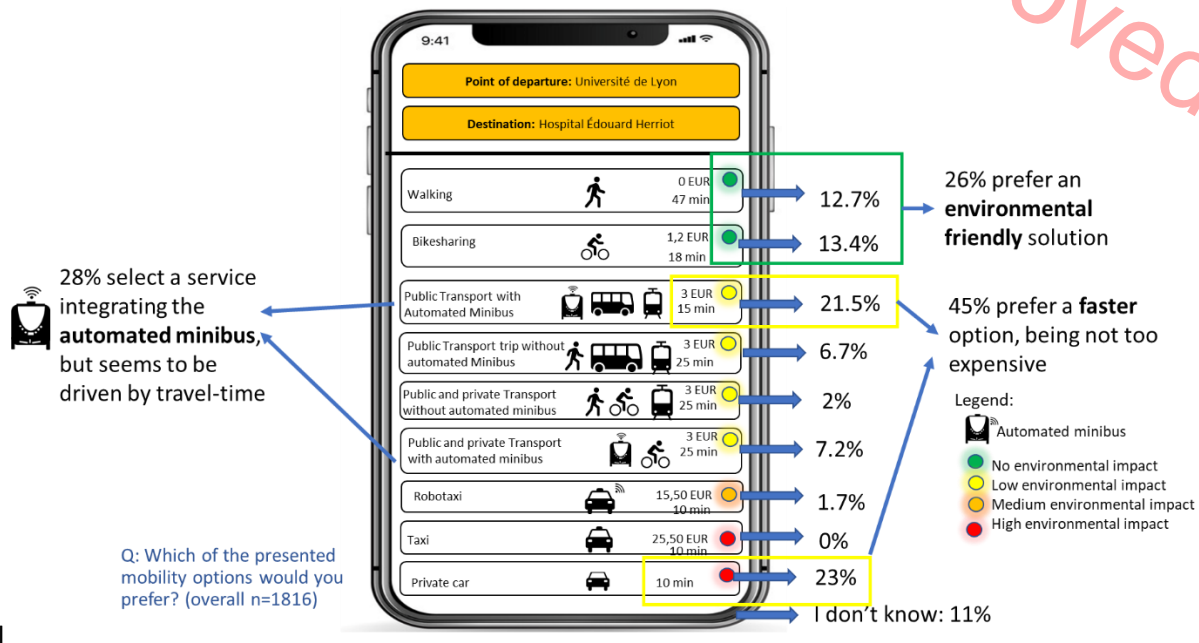 oved
9:41
Point of departure: Université de Lyon
Destination: Hospital Édouard Herriot
Walking
0 EUR
47 min
12.7%
Bikesharing
1,2 EUR
18 min
13.4%
26% prefer an
environmental
friendly solution
Public Transport with
Automated Minibus
3 EUR
15 min
21.5%
28% select a service
integrating the
automated minibus,
but seems to be
driven by travel-time
45% prefer a faster
option, being not too
expensive
Public Transport trip without
automated Minibus
3 EUR
25 min
6.7%
Public and private Transport
without automated minibus
3 EUR
25 min
2%
Public and private Transport
with automated minibus
3 EUR
25 min
7.2%
Legend:
Automated minibus
No environmental impact
Low environmental impact
Medium environmental impact
High environmental impact
Robotaxi
15,50 EUR
10 min
1.7%
Taxi
25,50 EUR
10 min
0%
Private car
10 min
23%
Q: Which of the presented
mobility options would you
prefer? (overall n=1816)
I don't know: 11%